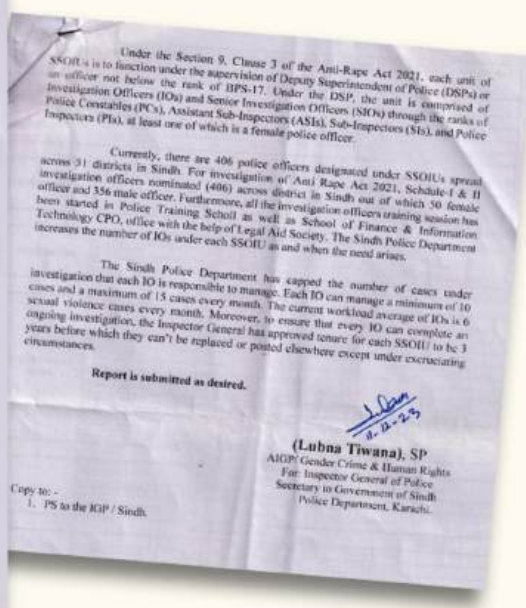 Under the Section 9, Clause 3 of the Anti-Rape Act 2021, each unit of
SSOIUs is to function under the supervision of Deputy Superintendent of Police (DSPs) or
an officer not below the rank of BPS-17. Under the DSP, the unit is comprised of
Investigation Officers (IOs) and Senior Investigation Officers (SIOs) through the ranks of
Police Constables (PCs), Assistant Sub-Inspectors (ASIs), Sub-Inspectors (SIs), and Police
Inspectors (PIs), at least one of which is a female police officer.
Currently, there are 406 police officers designated under SSOIUs spread
across 31 districts in Sindh. For investigation of Anti Rape Act 2021, Schdule-I & II
investigation officers nominated (406) across district in Sindh out of which 50 female
officer and 356 male officer. Furthermore, all the investigation officers training session has
been started in Police Training Scholl as well as School of Finance & Information
Technology CPO, office with the help of Legal Aid Society. The Sindh Police Department
increases the number of IOs under each SSOIU as and when the need arises.
The Sindh Police Department has capped the number of cases under
investigation that each IO is responsible to manage. Each IO can manage a minimum of 10
cases and a maximum of 15 cases every month. The current workload average of IOs is 6
sexual violence cases every month. Moreover, to ensure that every IO can complete an
ongoing investigation, the Inspector General has approved tenure for each SSOIU to be 3
years before which they can't be replaced or posted elsewhere except under excruciating
circumstances.
Report is submitted as desired.
11-12-23
(Lubna Tiwana), SP
AIGP/ Gender Crime & Human Rights
For: Inspector General of Police
Secretary to Government of Sindh
Police Department, Karachi.
Copy to: -
1. PS to the IGP / Sindh.